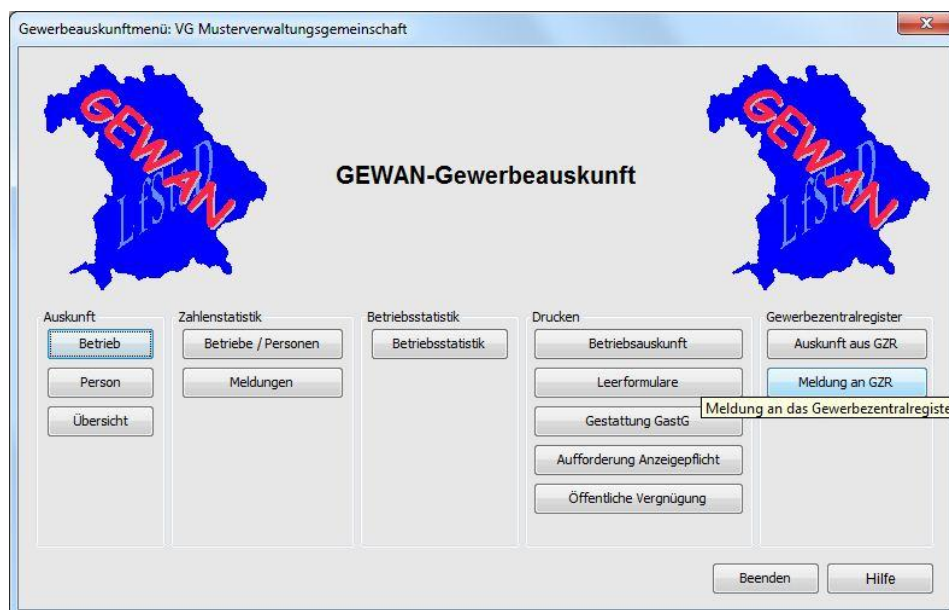 Gewerbeauskunftmenü: VG Musterverwaltungsgemeinschaft
GEWAN
LfStaD
GEWAN-Gewerbeauskunft
GEWAN
LfStaD
Auskunft
Betrieb
Person
Übersicht
Zahlenstatistik
Betriebe / Personen
Meldungen
Betriebsstatistik
Betriebsstatistik
Drucken
Betriebsauskunft
Leerformulare
Gestattung GastG
Aufforderung Anzeigepflicht
Öffentliche Vergnügung
Gewerbezentralregister
Auskunft aus GZR
Meldung an GZR
Meldung an das Gewerbezentralregiste
Beenden
Hilfe